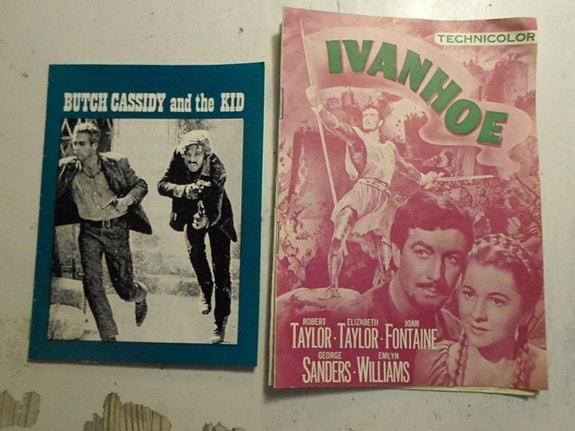 BUTCH CASSIDY and the KID
TECHNICOLOR
IVANHOE
ROBERT ELIZABETH JOAN
TAYLOR · TAYLOR · FONTAINE
GEORGE EMLYN
SANDERS · WILLIAMS